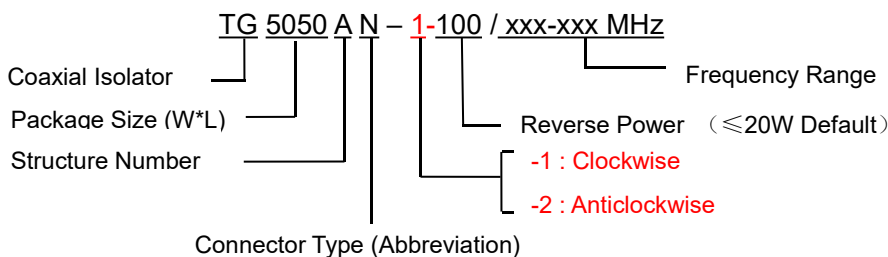 TG 5050 A N – 1-100 / xxx-xxx MHz
Coaxial Isolator
Frequency Range
Package Size (W*L)
Reverse Power （≤20W Default）
Structure Number
-1 : Clockwise
-2 : Anticlockwise
Connector Type (Abbreviation)